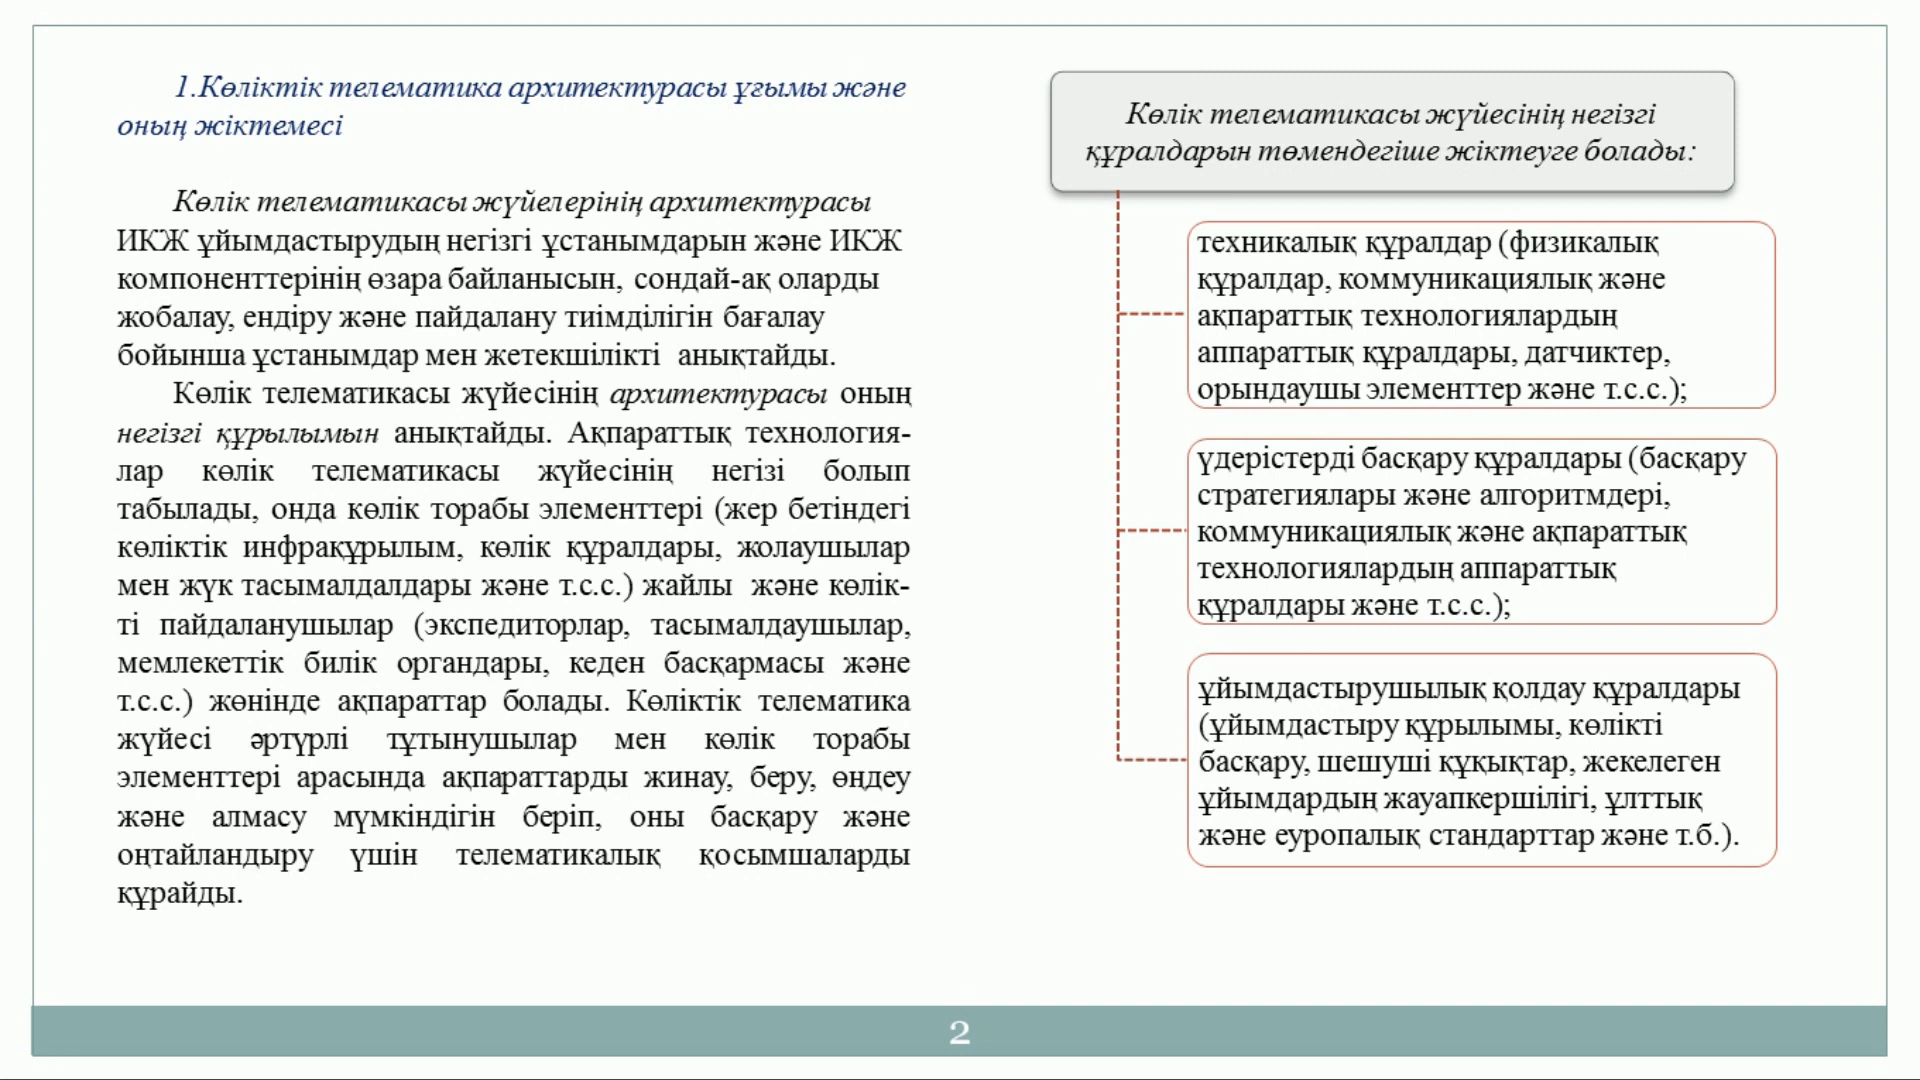 1.Көліктік телематика архитектурасы ұғымы және
оның жіктемесі
Көлік телематикасы жүйелерінің архитектурасы
ИКЖ ұйымдастырудың негізгі ұстанымдарын және ИКЖ
компоненттерінің өзара байланысын, сондай-ақ оларды
жобалау, ендіру және пайдалану тиімділігін бағалау
бойынша ұстанымдар мен жетекшілікті анықтайды.
Көлік телематикасы жүйесінің архитектурасы оның
негізгі құрылымын анықтайды. Ақпараттық технология-
лар көлік телематикасы жүйесінің негізі болып
табылады, онда көлік торабы элементтері (жер бетіндегі
көліктік инфрақұрылым, көлік құралдары, жолаушылар
мен жүк тасымалдалдары және т.с.с.) жайлы және көлік-
ті пайдаланушылар (экспедиторлар, тасымалдаушылар,
мемлекеттік билік органдары, кеден басқармасы және
т.с.с.) жөнінде ақпараттар болады. Көліктік телематика
жүйесі әртүрлі тұтынушылар мен көлік торабы
элементтері арасында ақпараттарды жинау, беру, өңдеу
және алмасу мүмкіндігін беріп, оны басқару және
оңтайландыру үшін телематикалық қосымшаларды
құрайды.
Көлік телематикасы жүйесінің негізгі
құралдарын төмендегіше жіктеуге болады:
техникалық құралдар (физикалық
құралдар, коммуникациялық және
ақпараттық технологиялардың
аппараттық құралдары, датчиктер,
орындаушы элементтер және т.с.с.);
үдерістерді басқару құралдары (басқару
стратегиялары және алгоритмдері,
коммуникациялық және ақпараттық
технологиялардың аппараттық
құралдары және т.с.с.);
ұйымдастырушылық қолдау құралдары
(ұйымдастыру құрылымы, көлікті
басқару, шешуші құқықтар, жекелеген
ұйымдардың жауапкершілігі, ұлттық
және еуропалық стандарттар және т.б.).
2